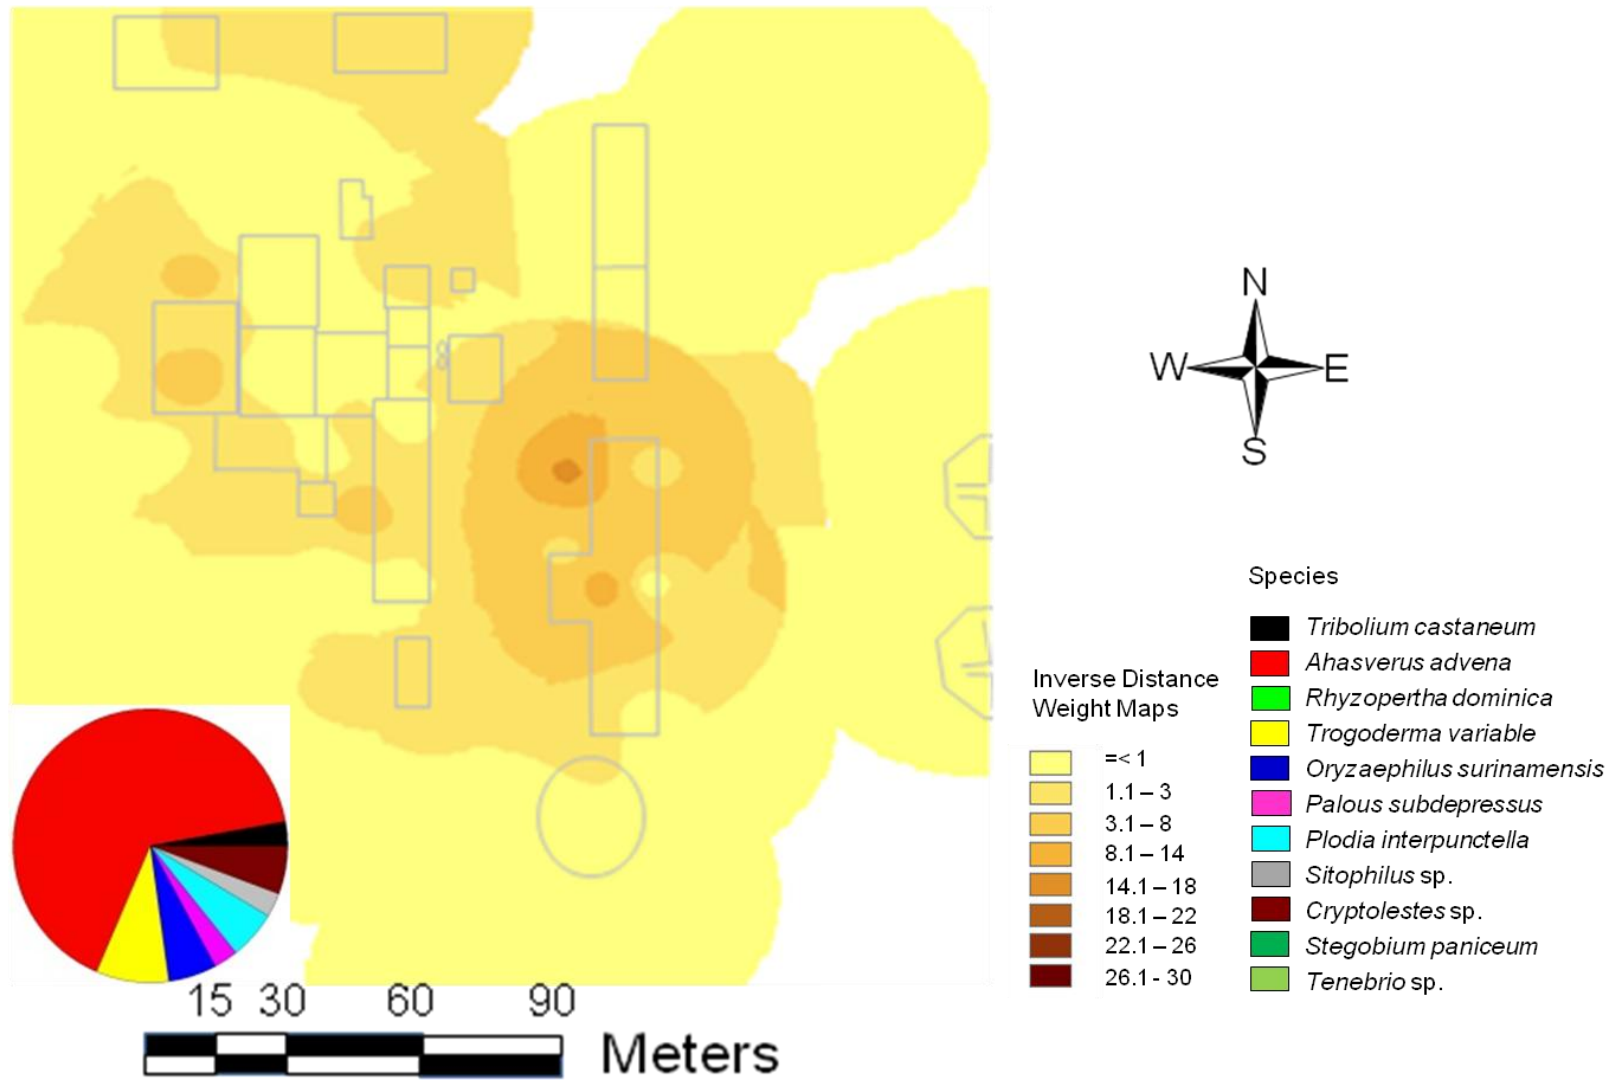 N
W E
S
Species
Tribolium castaneum
Ahasverus advena
Rhyzopertha dominica
Trogoderma variable
Oryzaephilus surinamensis
Palous subdepressus
Plodia interpunctella
Sitophilus sp.
Cryptolestes sp.
Stegobium paniceum
Tenebrio sp.
Inverse Distance
Weight Maps
=< 1
1.1 – 3
3.1 – 8
8.1 – 14
14.1 – 18
18.1 – 22
22.1 – 26
26.1 - 30
15 30 60 90
Meters